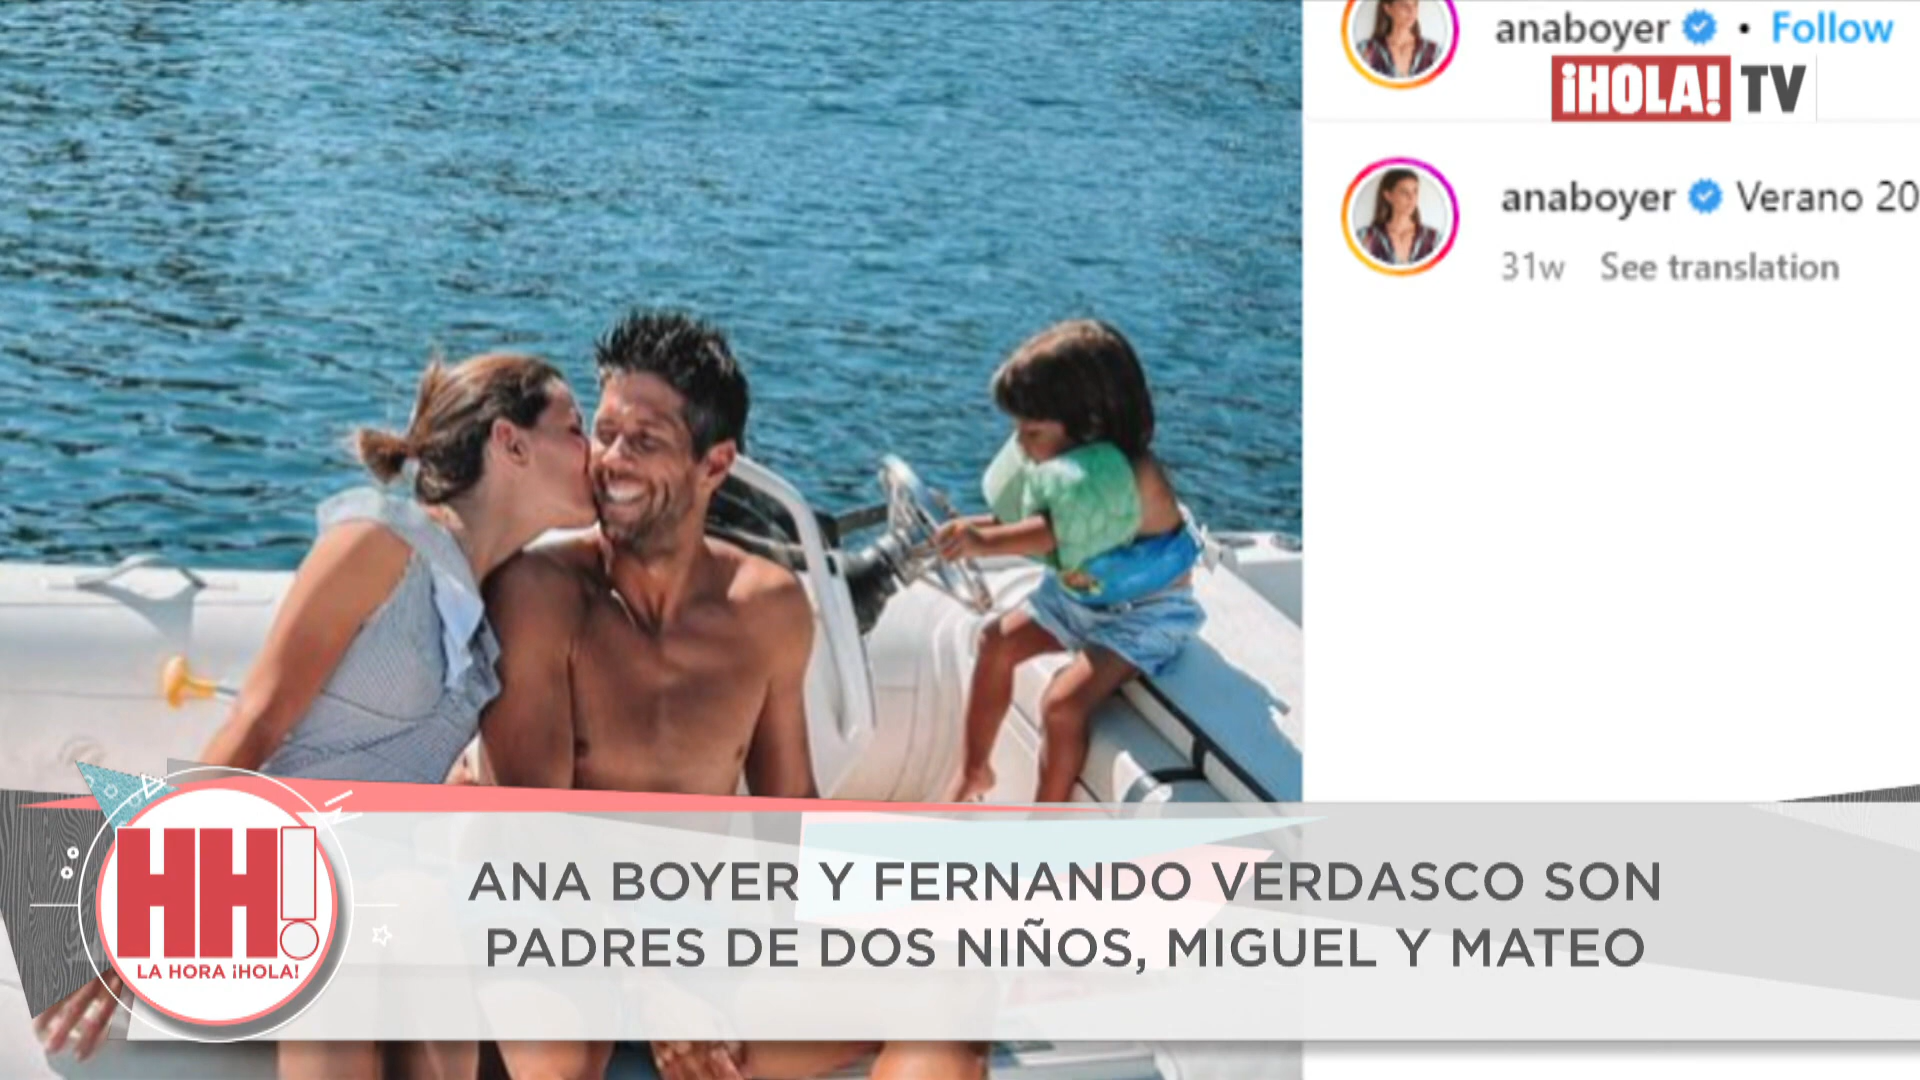 anaboyer • Follow
¡HOLA! TV
anaboyer Verano 20
31w See translation
HH!
LA HORA ¡HOLA!
ANA BOYER Y FERNANDO VERDASCO SON
PADRES DE DOS NIÑOS, MIGUEL Y MATEO